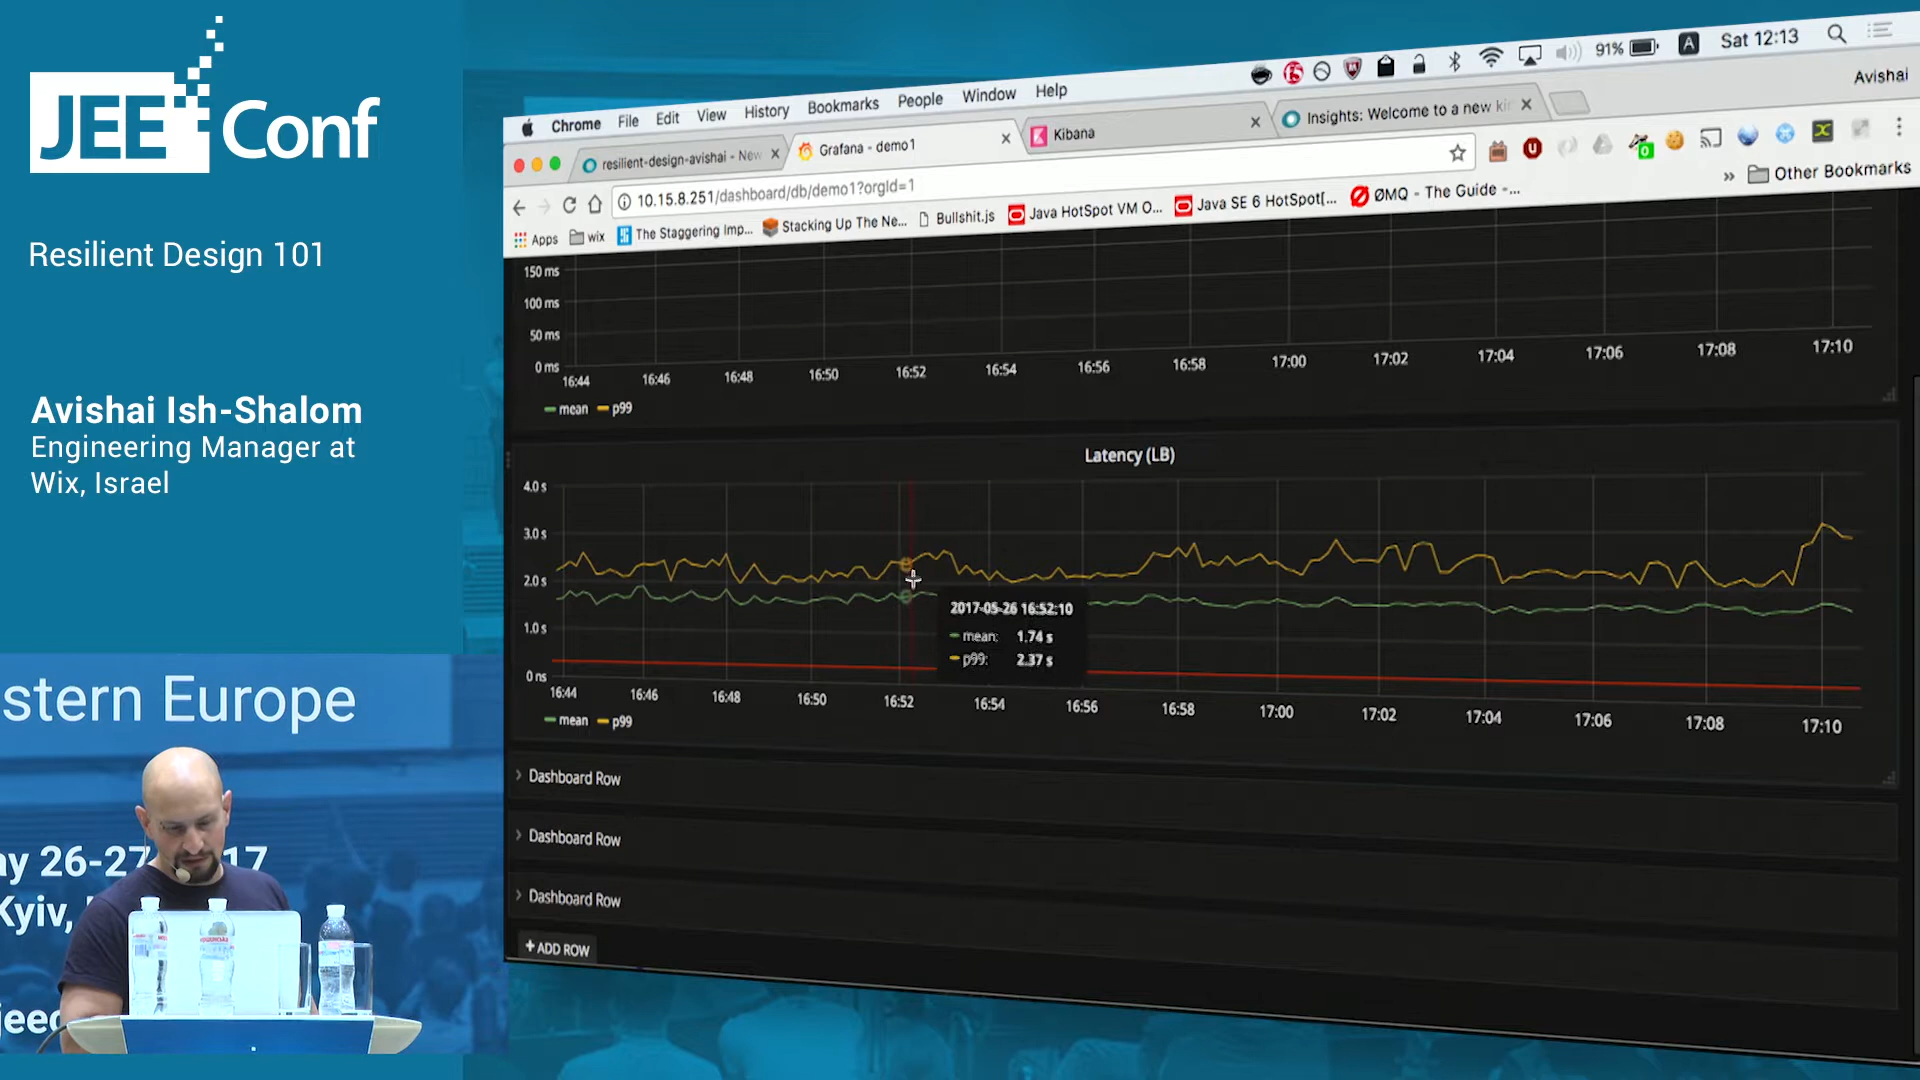 JEE Conf
Resilient Design 101
Avishai Ish-Shalom
Engineering Manager at
Wix, Israel
stern Europe
ay 26-27 17
Kyiv,
jeec
Chrome File Edit View History Bookmarks People Window Help
91% A Sat 12:13
resilient-design-avishai - New
Grafana - demo1
Kibana
Insights: Welcome to a new kin
Avishai
10.15.8.251/dashboard/db/demo1?orgId=1
Apps wix The Staggering Imp... Stacking Up The Ne... Bullshit.js Java HotSpot VM O... Java SE 6 HotSpot[... ØMQ - The Guide -... » Other Bookmarks
150 ms
100 ms
50 ms
0 ms
16:44 16:46 16:48 16:50 16:52 16:54 16:56 16:58 17:00 17:02 17:04 17:06 17:08 17:10
mean p99
Latency (LB)
4.0 s
3.0 s
2.0 s
1.0 s
0 ns
2017-05-26 16:52:10
mean: 1.74 s
p99: 2.37 s
16:44 16:46 16:48 16:50 16:52 16:54 16:56 16:58 17:00 17:02 17:04 17:06 17:08 17:10
mean p99
Dashboard Row
Dashboard Row
Dashboard Row
+ ADD ROW